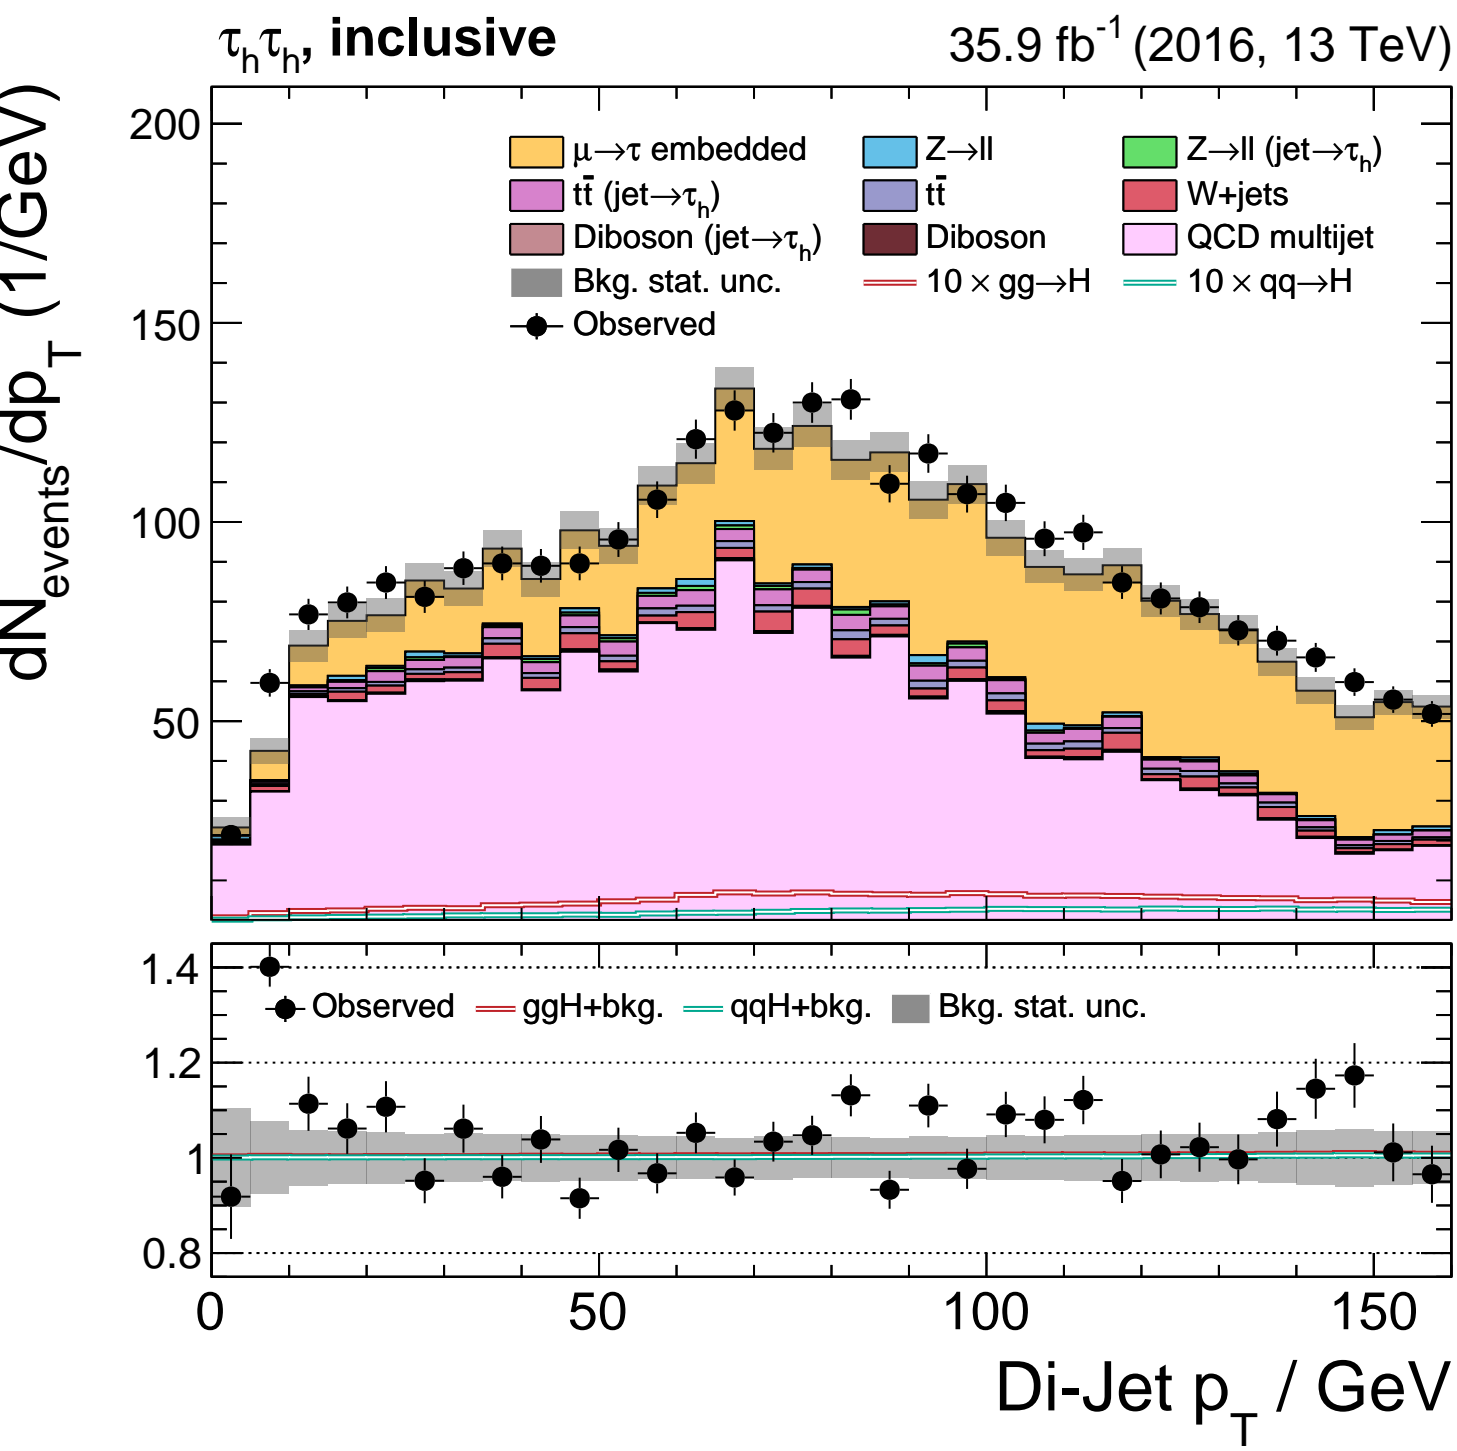 τhτh, inclusive
35.9 fb-1 (2016, 13 TeV)
dNevents/dpT (1/GeV)
200
150
100
50
μ→τ embedded
Z→ll
Z→ll (jet→τh)
tt̄ (jet→τh)
tt̄
W+jets
Diboson (jet→τh)
Diboson
QCD multijet
Bkg. stat. unc.
10 × gg→H
10 × qq→H
Observed
1.4
1.2
1
0.8
Observed
ggH+bkg.
qqH+bkg.
Bkg. stat. unc.
0
50
100
150
Di-Jet pT / GeV